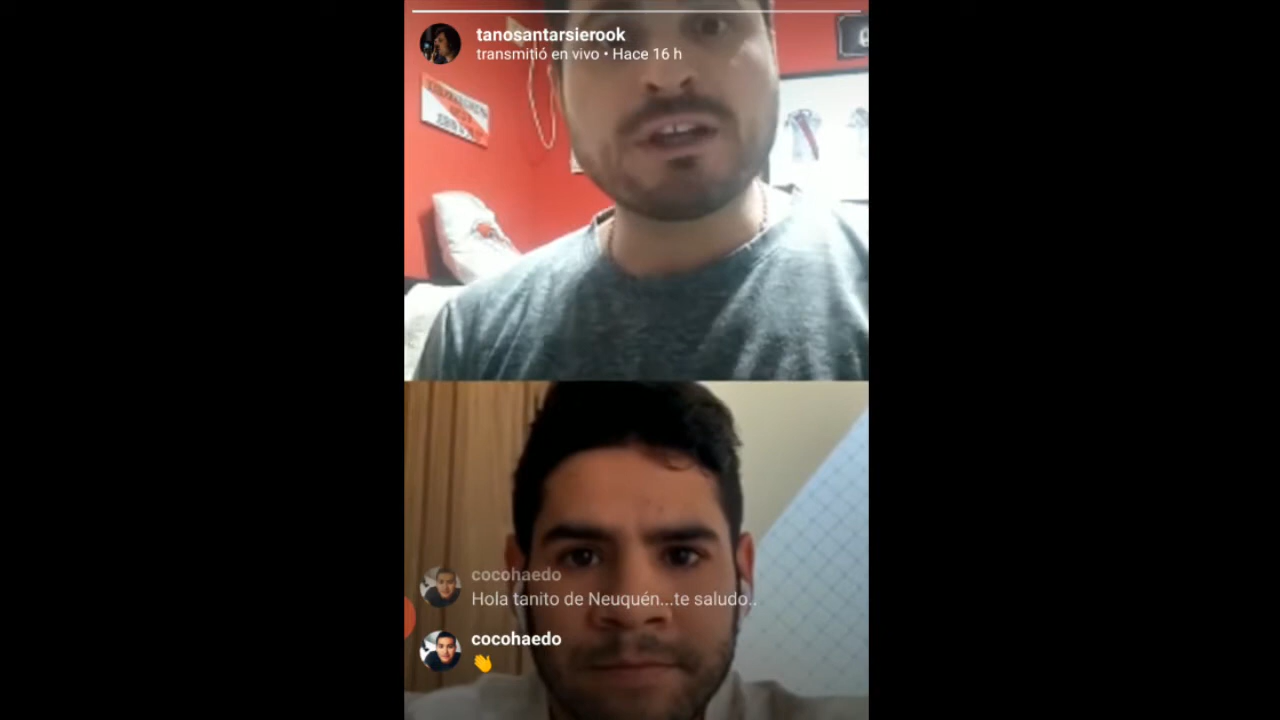 tanosantarsierook
transmitió en vivo • Hace 16 h
cocohaedo
Hola tanito de Neuquén...te saludo..
cocohaedo
👏